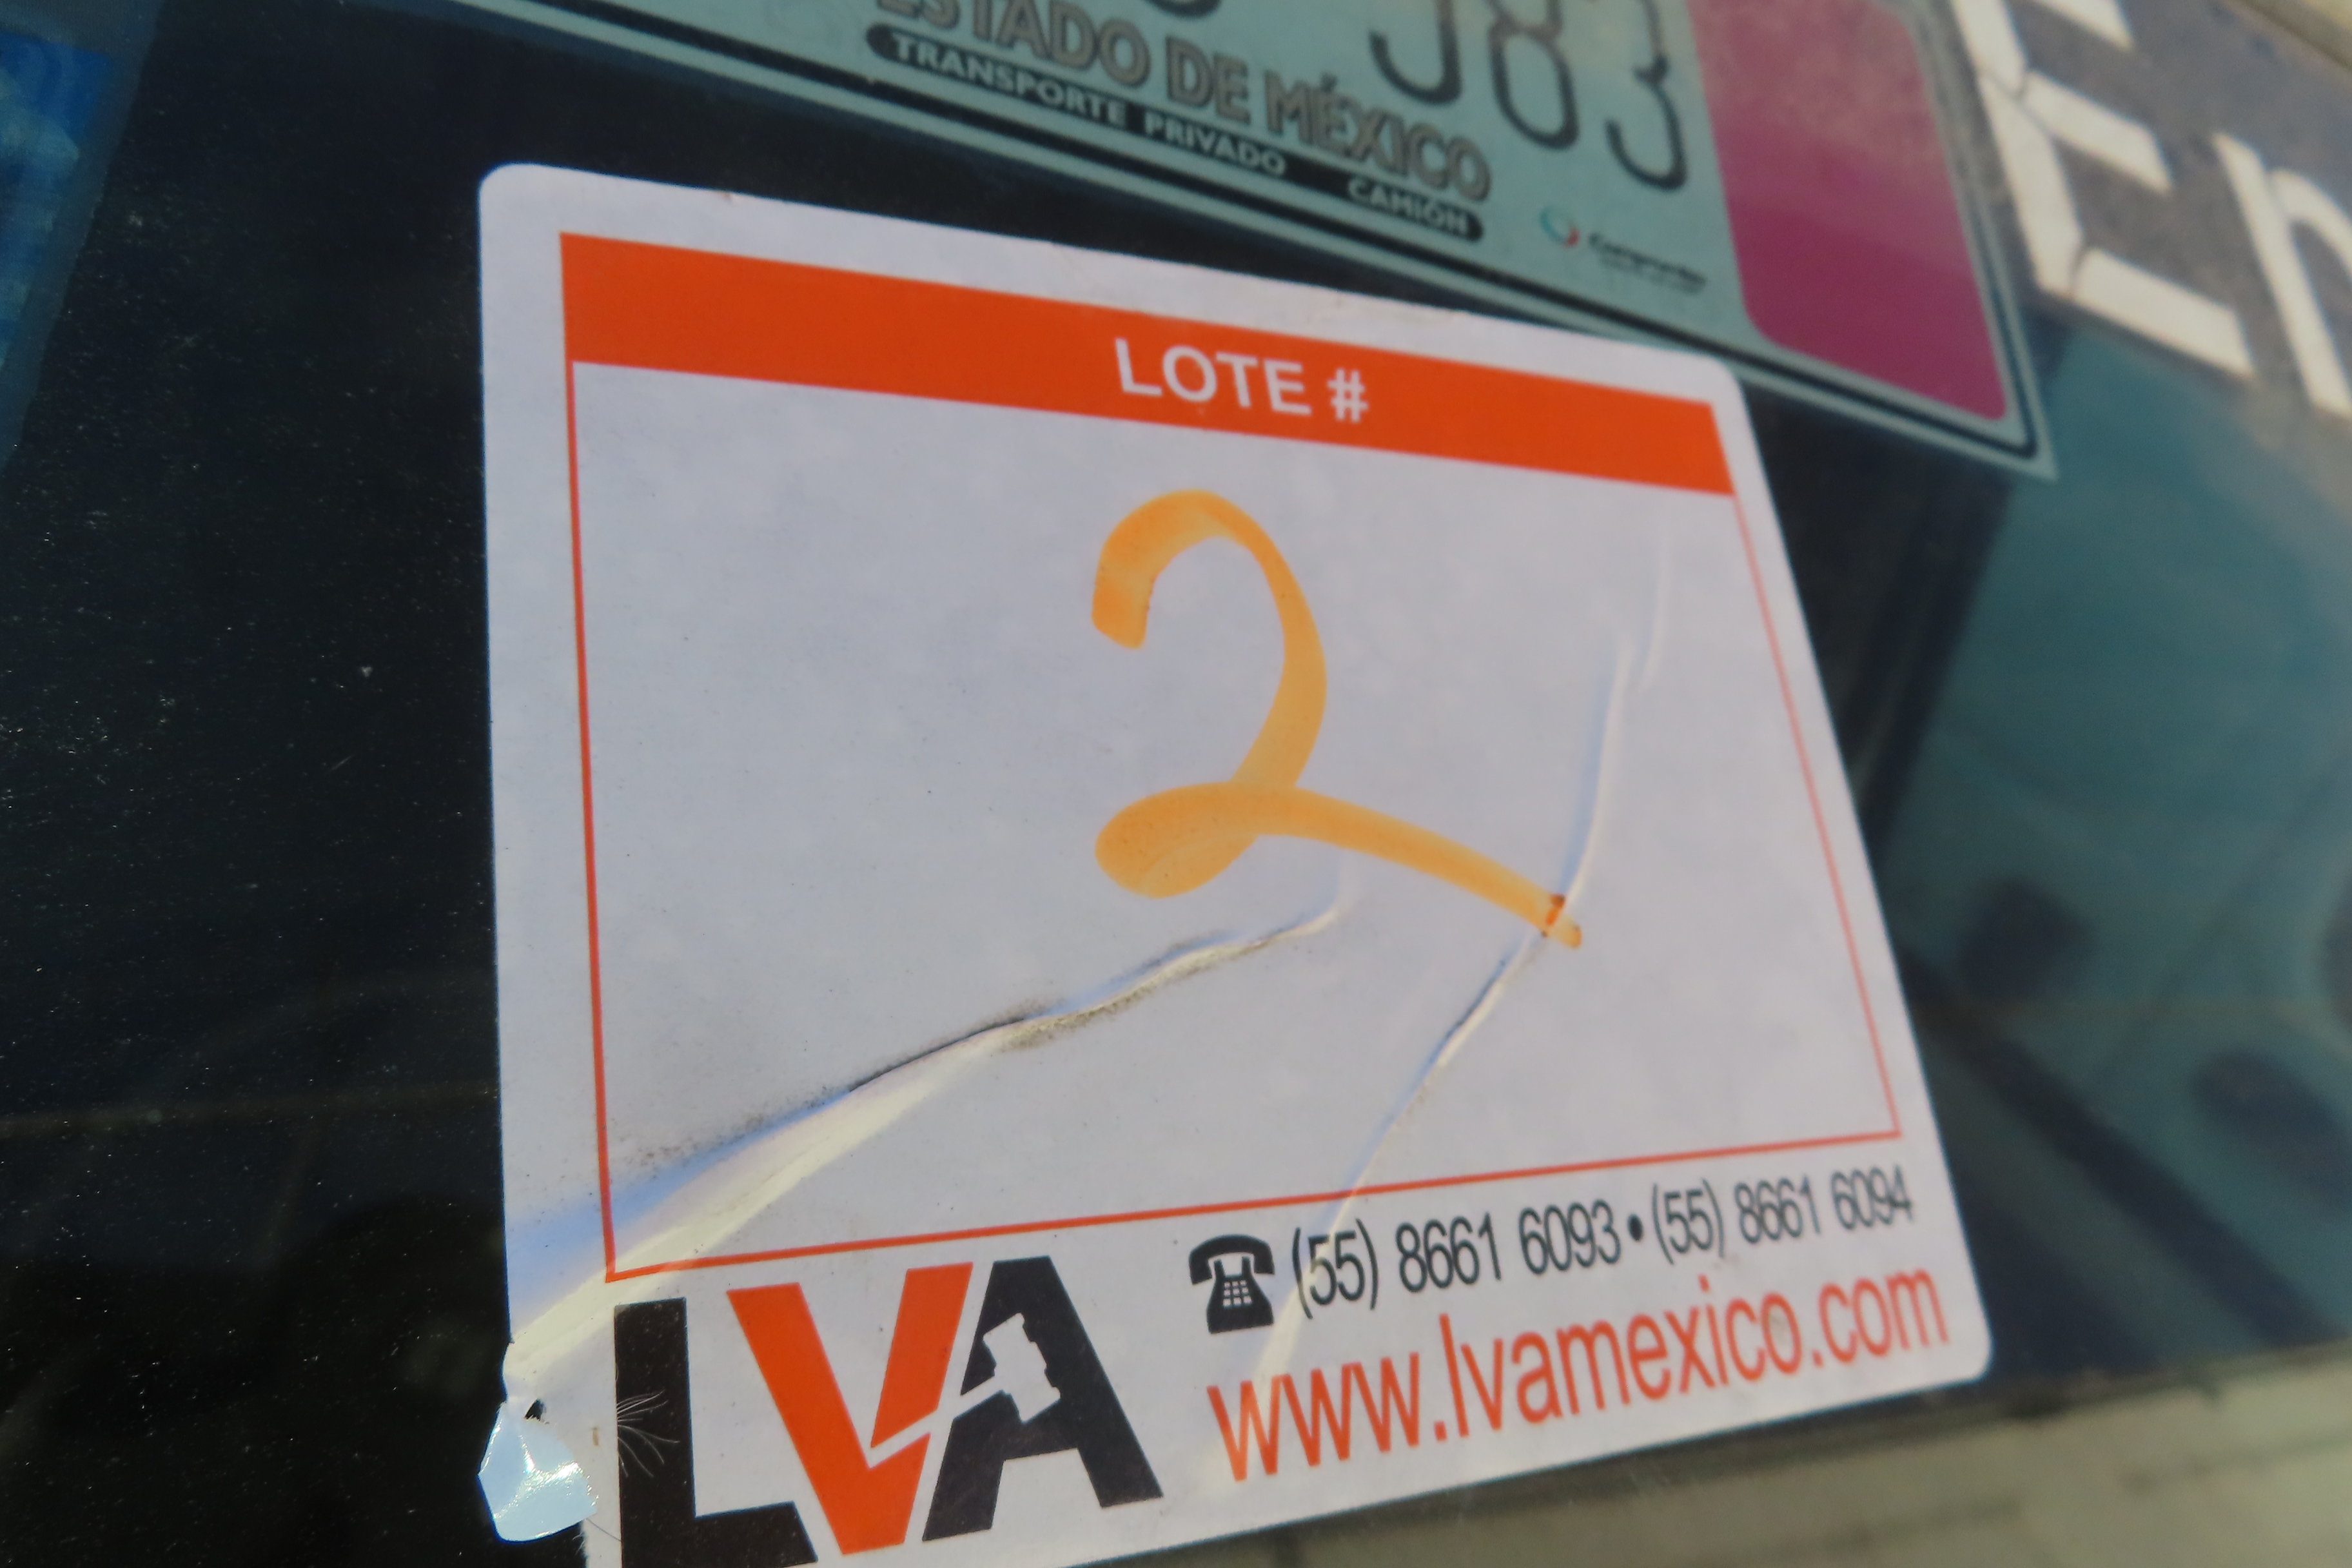 ESTADO DE MÉXICO
TRANSPORTE PRIVADO CAMIÓN
LOTE #
2
(55) 8661 6093 • (55) 8661 6094
LVA
www.lvamexico.com